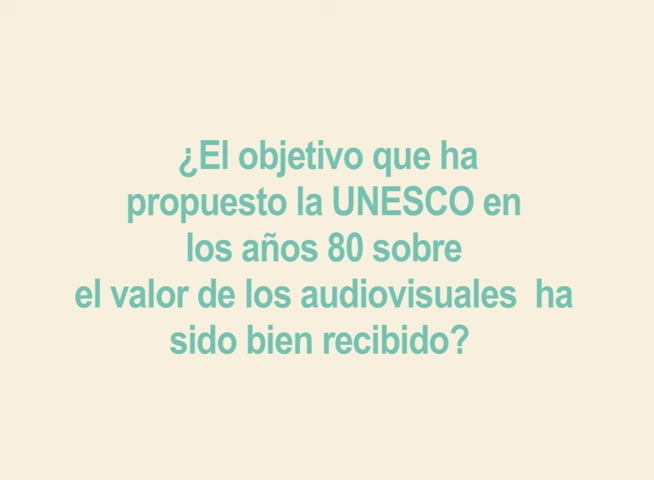 ¿El objetivo que ha
propuesto la UNESCO en
los años 80 sobre
el valor de los audiovisuales  ha
sido bien recibido?